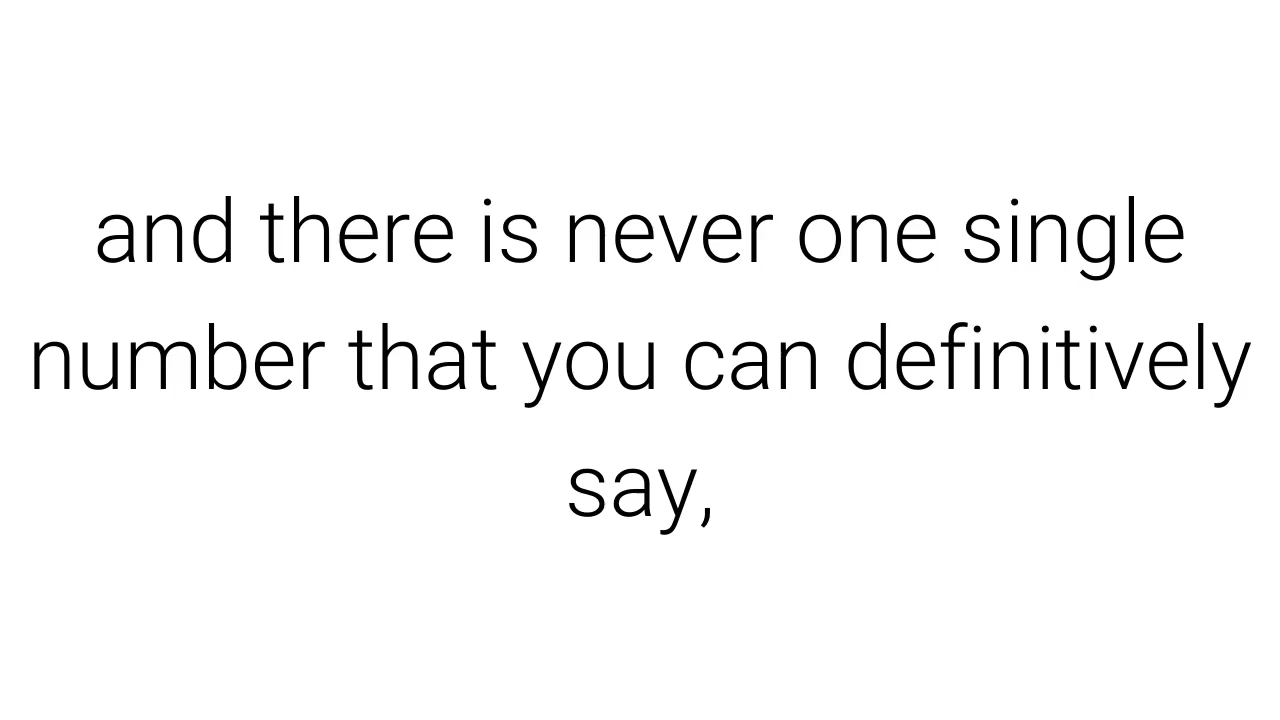 and there is never one single
number that you can definitively
say,